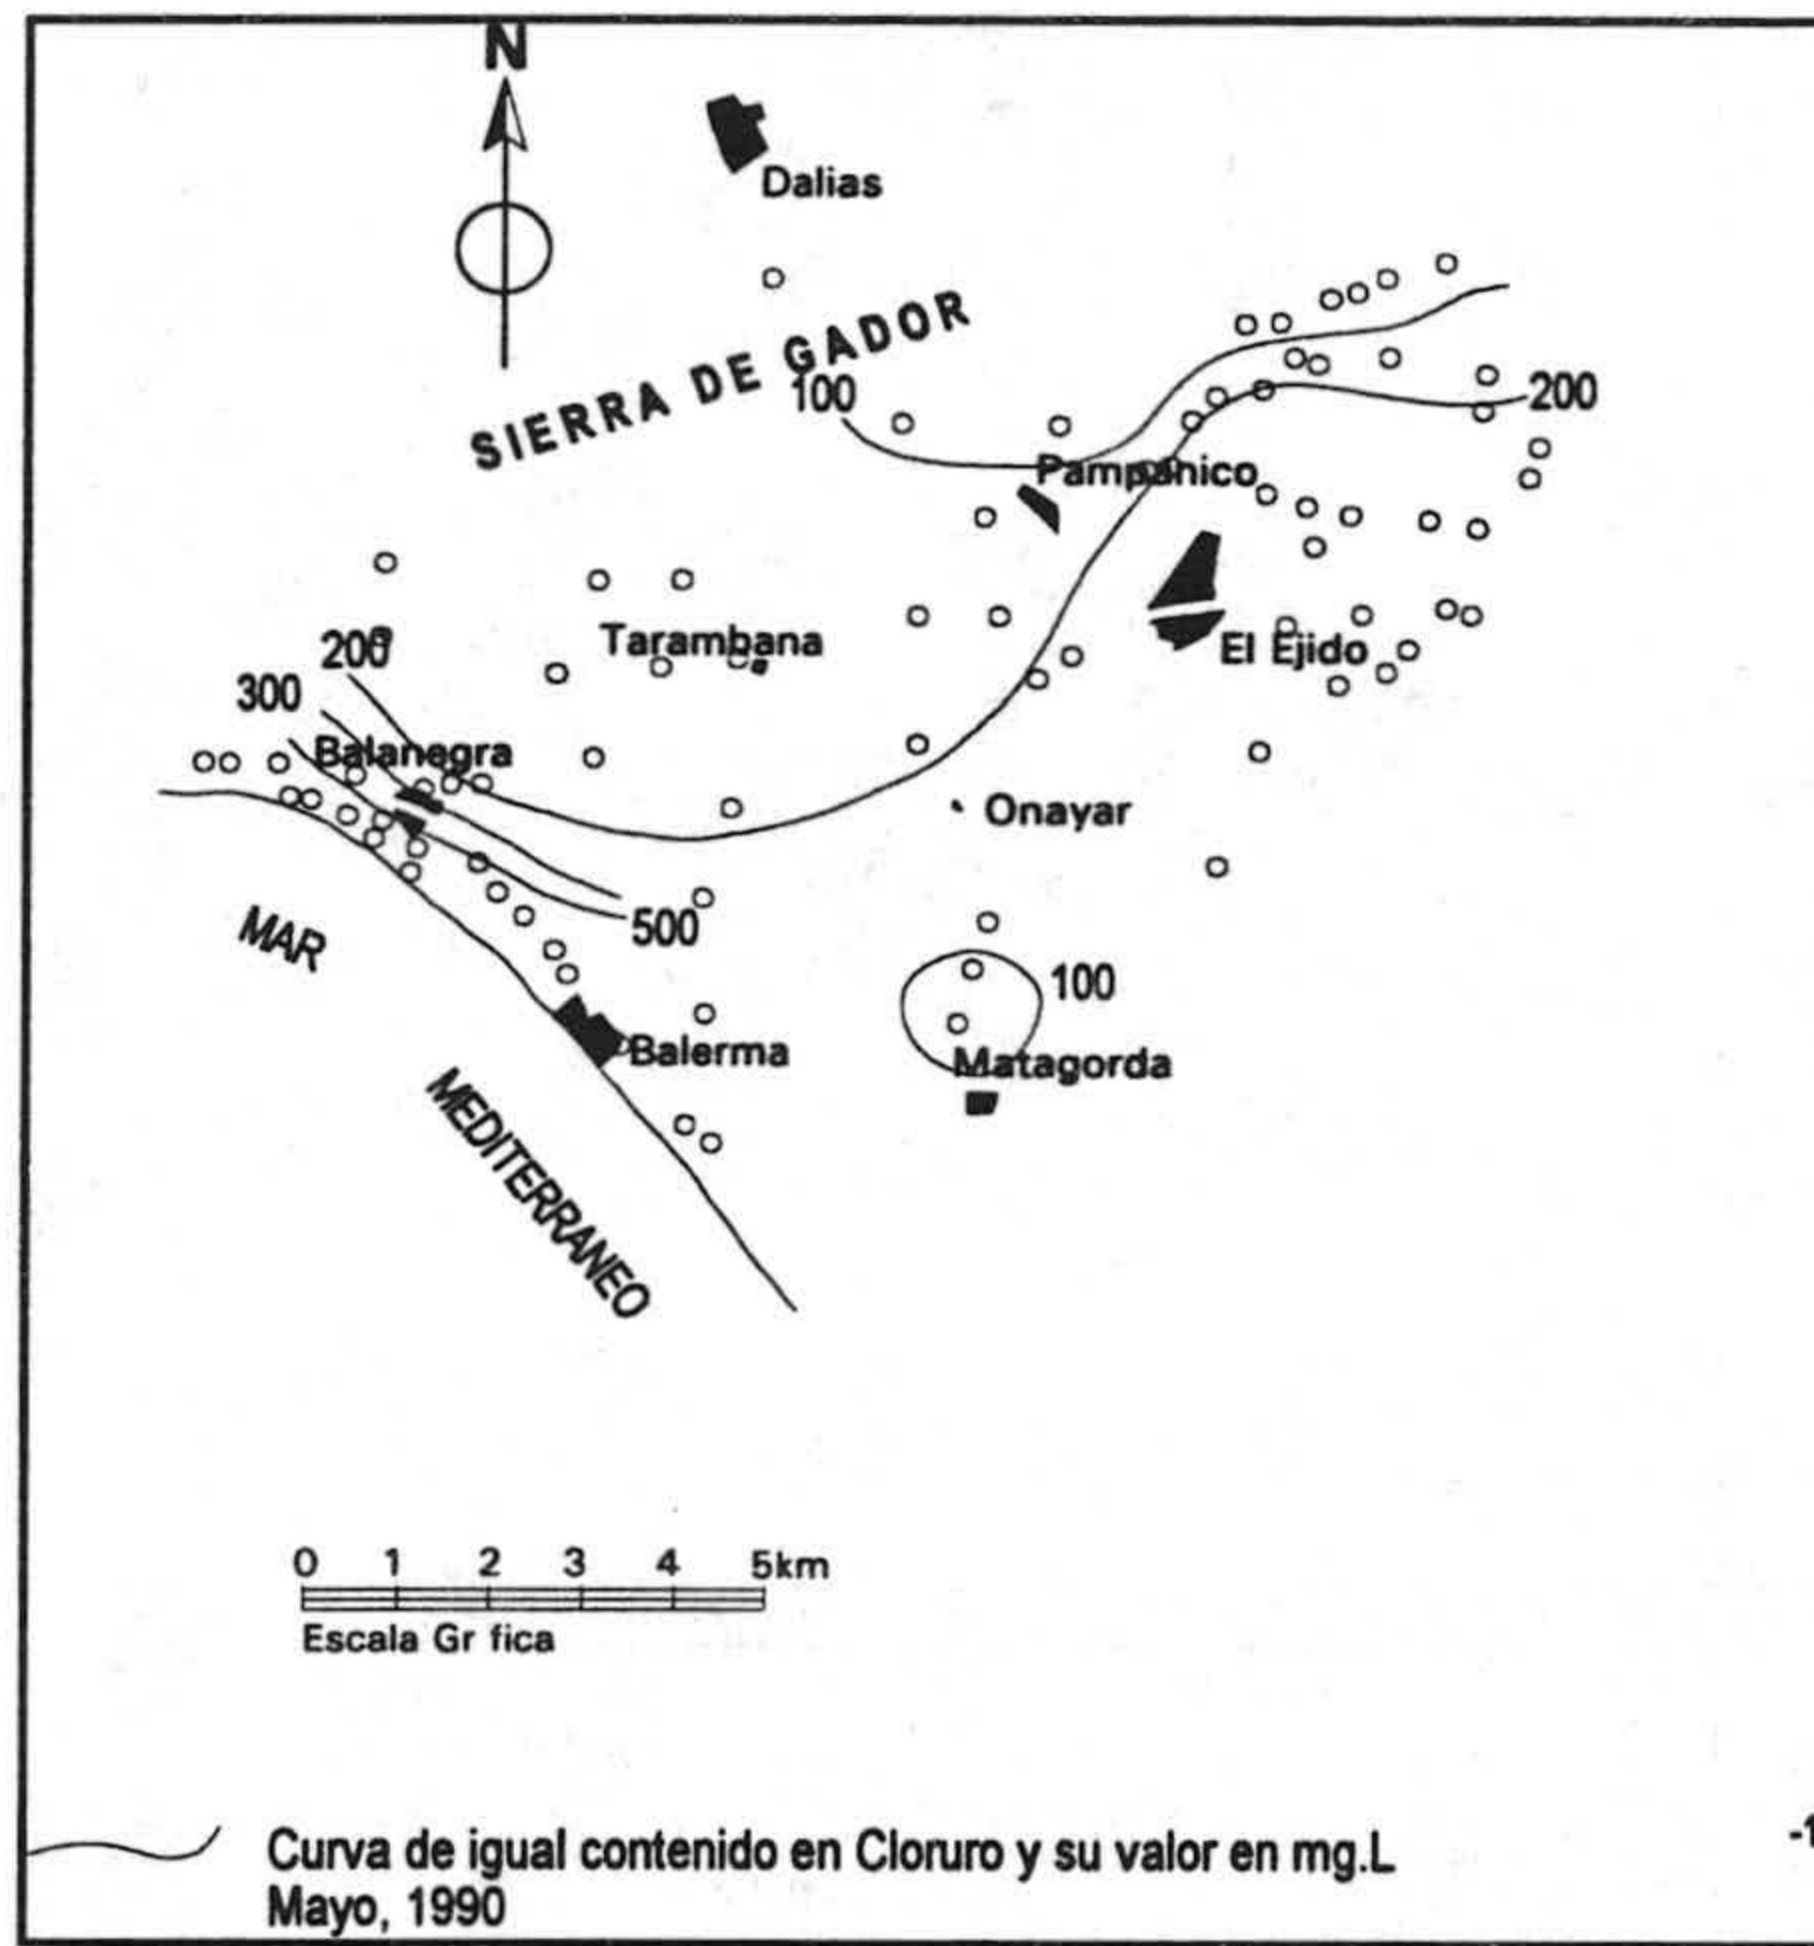 N
Dalias
SIERRA DE GADOR
100
200
Pampanico
Tarambana
El Ejido
200
300
Balanegra
Onayar
MAR
500
100
Balerma
Matagorda
MEDITERRANEO
0 1 2 3 4 5km
Escala Gr fica
-1
Curva de igual contenido en Cloruro y su valor en mg.L
Mayo, 1990